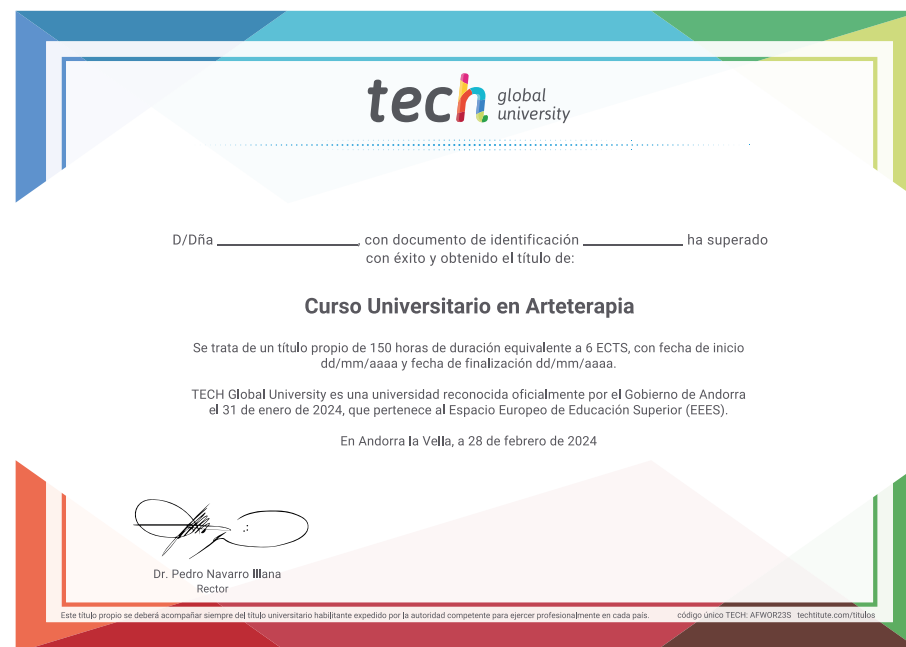 tech global
university
D/Dña ____________________, con documento de identificación ______________ ha superado
con éxito y obtenido el título de:
Curso Universitario en Arteterapia
Se trata de un título propio de 150 horas de duración equivalente a 6 ECTS, con fecha de inicio
dd/mm/aaaa y fecha de finalización dd/mm/aaaa.
TECH Global University es una universidad reconocida oficialmente por el Gobierno de Andorra
el 31 de enero de 2024, que pertenece al Espacio Europeo de Educación Superior (EEES).
En Andorra la Vella, a 28 de febrero de 2024
Dr. Pedro Navarro Illana
Rector
Este título propio se deberá acompañar siempre del título universitario habilitante expedido por la autoridad competente para ejercer profesionalmente en cada país. código único TECH: AFWOR23S techtitute.com/titulos